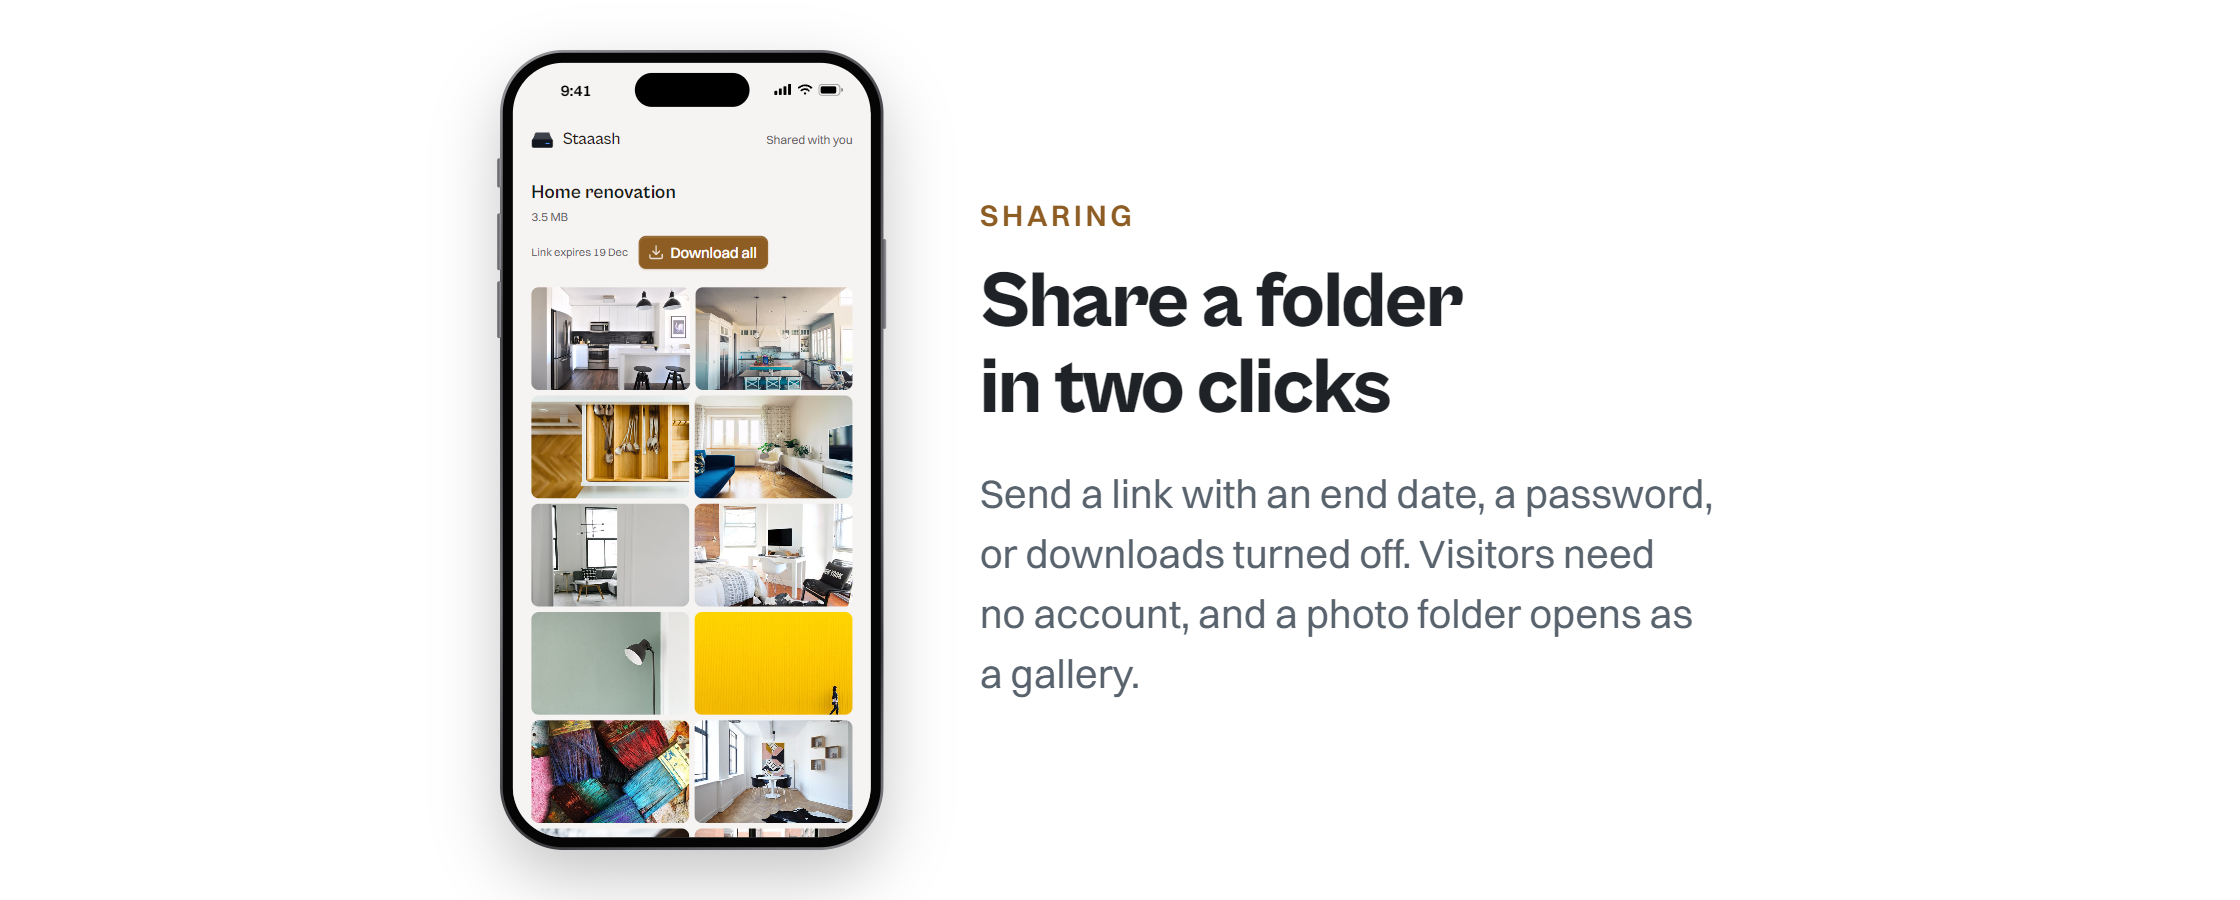 9:41
Staaash
Shared with you
Home renovation
3.5 MB
Link expires 19 Dec
Download all
SHARING
Share a folder
in two clicks
Send a link with an end date, a password,
or downloads turned off. Visitors need
no account, and a photo folder opens as
a gallery.